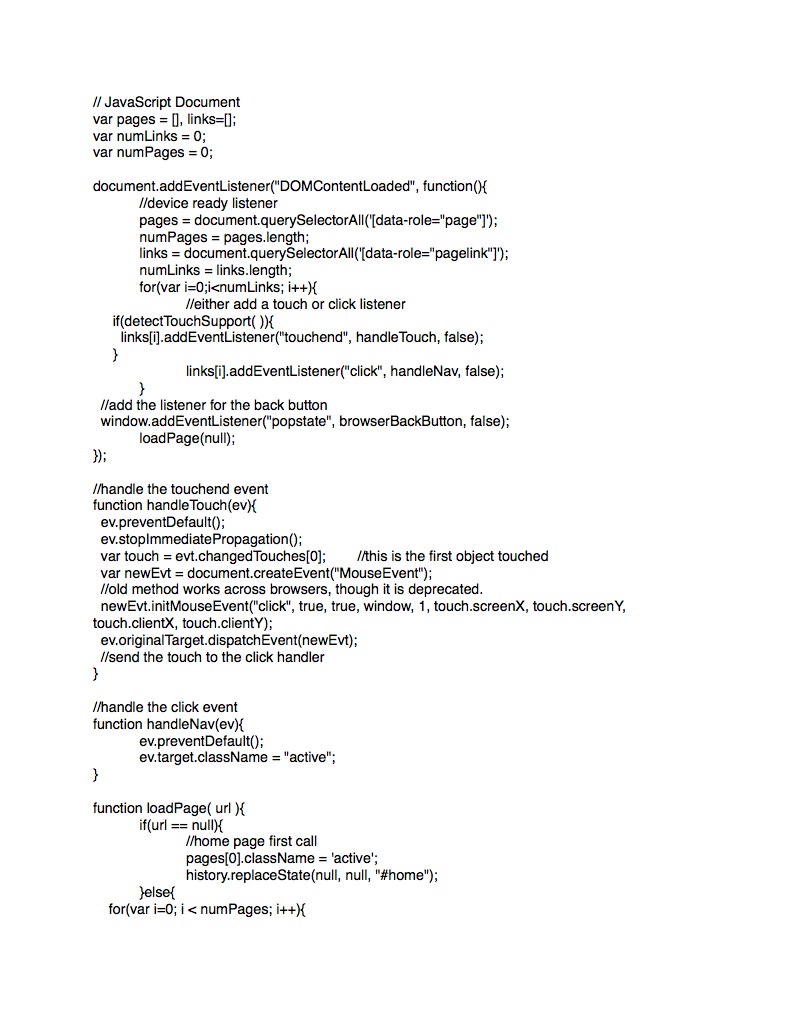 // JavaScript Document
var pages = [], links=[];
var numLinks = 0;
var numPages = 0;
document.addEventListener("DOMContentLoaded", function(){
//device ready listener
pages = document.querySelectorAll('[data-role="page"]');
numPages = pages.length;
links = document.querySelectorAll('[data-role="pagelink"]');
numLinks = links.length;
for(var i=0;i<numLinks; i++){
//either add a touch or click listener
if(detectTouchSupport( )){
links[i].addEventListener("touchend", handleTouch, false);
}
links[i].addEventListener("click", handleNav, false);
}
//add the listener for the back button
window.addEventListener("popstate", browserBackButton, false);
loadPage(null);
});
//handle the touchend event
function handleTouch(ev){
ev.preventDefault();
ev.stopImmediatePropagation();
var touch = evt.changedTouches[0]; //this is the first object touched
var newEvt = document.createEvent("MouseEvent");
//old method works across browsers, though it is deprecated.
newEvt.initMouseEvent("click", true, true, window, 1, touch.screenX, touch.screenY,
touch.clientX, touch.clientY);
ev.originalTarget.dispatchEvent(newEvt);
//send the touch to the click handler
}
//handle the click event
function handleNav(ev){
ev.preventDefault();
ev.target.className = "active";
}
function loadPage( url ){
if(url == null){
//home page first call
pages[0].className = 'active';
history.replaceState(null, null, "#home");
}else{
for(var i=0; i < numPages; i++){